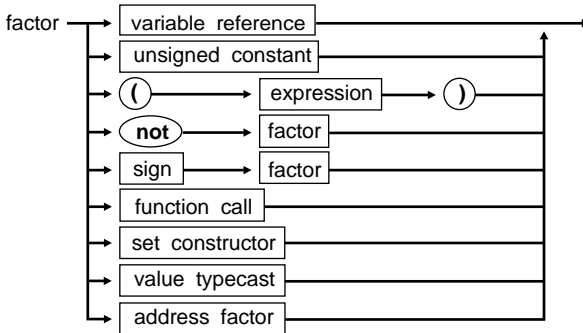 factor variable reference
unsigned constant
( expression )
not factor
sign factor
function call
set constructor
value typecast
address factor